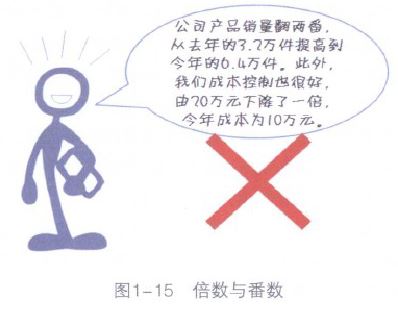 公司产品销量翻两番，
从去年的3.2万件提高到
今年的6.4万件。此外，
我们成本控制也很好，
由20万元下降了一倍，
今年成本为10万元。
图1-15 倍数与番数